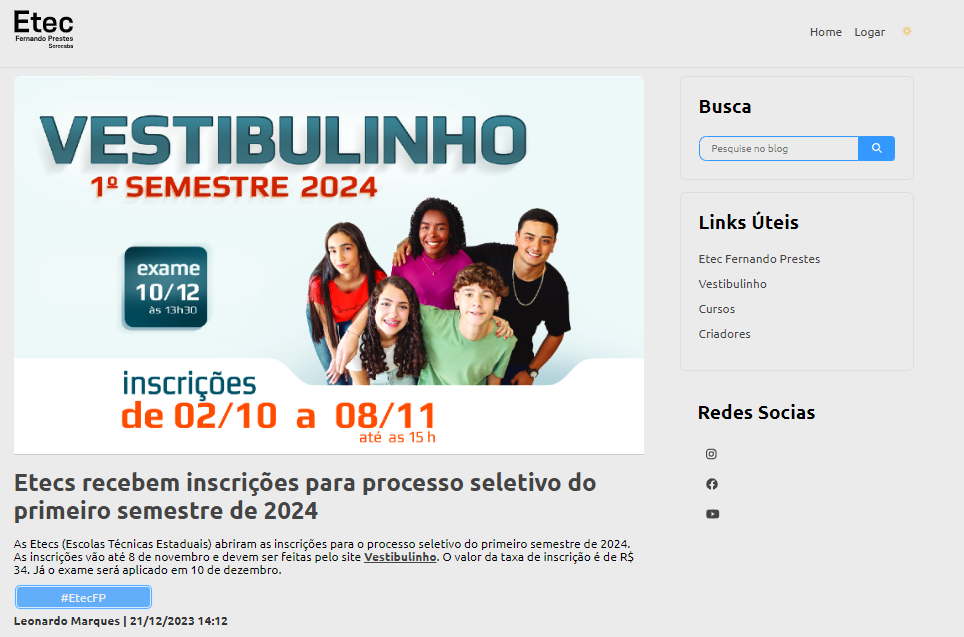 Etec
Fernando Prestes
Sorocaba
Home Logar
VESTIBULINHO
1º SEMESTRE 2024
exame
10/12
às 13h30
inscrições
de 02/10 a 08/11
até as 15 h
Etecs recebem inscrições para processo seletivo do
primeiro semestre de 2024
As Etecs (Escolas Técnicas Estaduais) abriram as inscrições para o processo seletivo do primeiro semestre de 2024.
As inscrições vão até 8 de novembro e devem ser feitas pelo site Vestibulinho. O valor da taxa de inscrição é de R$
34. Já o exame será aplicado em 10 de dezembro.
#EtecFP
Leonardo Marques | 21/12/2023 14:12
Busca
Pesquise no blog
Links Úteis
Etec Fernando Prestes
Vestibulinho
Cursos
Criadores
Redes Socias